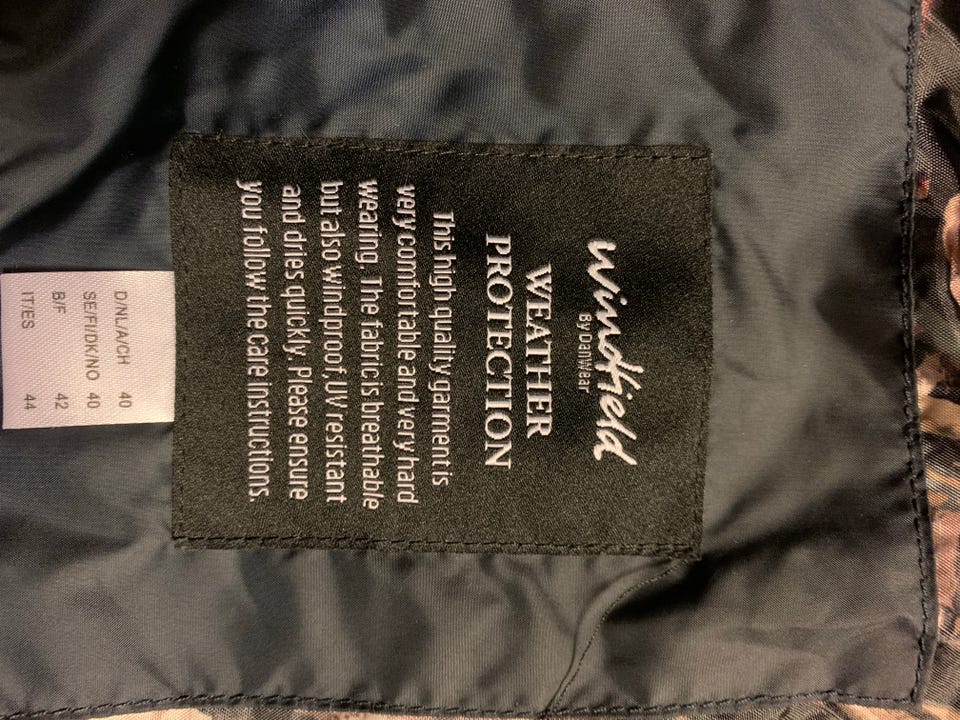 windfield
By DanWear
WEATHER
PROTECTION
This high quality garment is
very comfortable and very hard
wearing. The fabric is breathable
but also windproof, UV resistant
and dries quickly. Please ensure
you follow the care instructions.
D/NL/A/CH 40
SE/FI/DK/NO 40
B/F 42
IT/ES 44